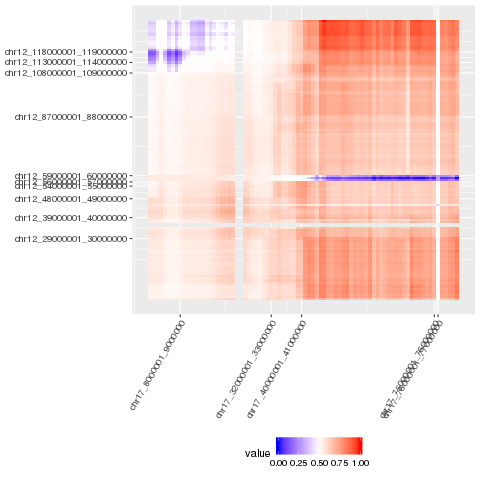 chr12_118000001_119000000
chr12_113000001_114000000
chr12_108000001_109000000
chr12_87000001_88000000
chr12_59000001_60000000
chr12_54000001_55000000
chr12_48000001_49000000
chr12_39000001_40000000
chr12_29000001_30000000
chr17_8000001_9000000
chr17_32000001_33000000
chr17_40000001_41000000
value
0.00 0.25 0.50 0.75 1.00